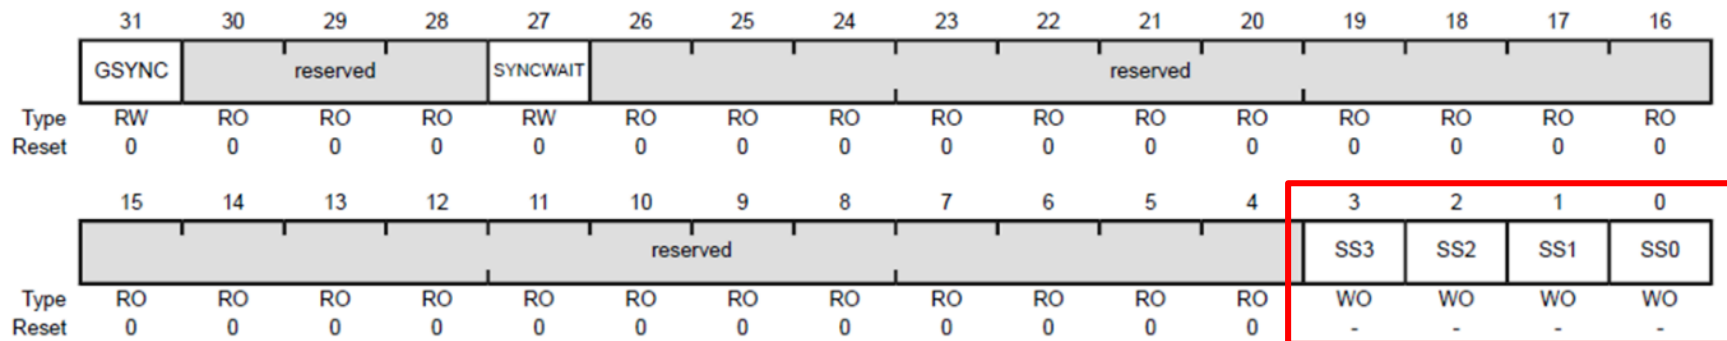 31 30 29 28 27 26 25 24 23 22 21 20 19 18 17 16
GSYNC reserved SYNCWAIT reserved
Type RW RO RO RO RW RO RO RO RO RO RO RO RO RO RO RO
Reset 0 0 0 0 0 0 0 0 0 0 0 0 0 0 0 0
15 14 13 12 11 10 9 8 7 6 5 4 3 2 1 0
reserved SS3 SS2 SS1 SS0
Type RO RO RO RO RO RO RO RO RO RO RO RO WO WO WO WO
Reset 0 0 0 0 0 0 0 0 0 0 0 0 - - - -